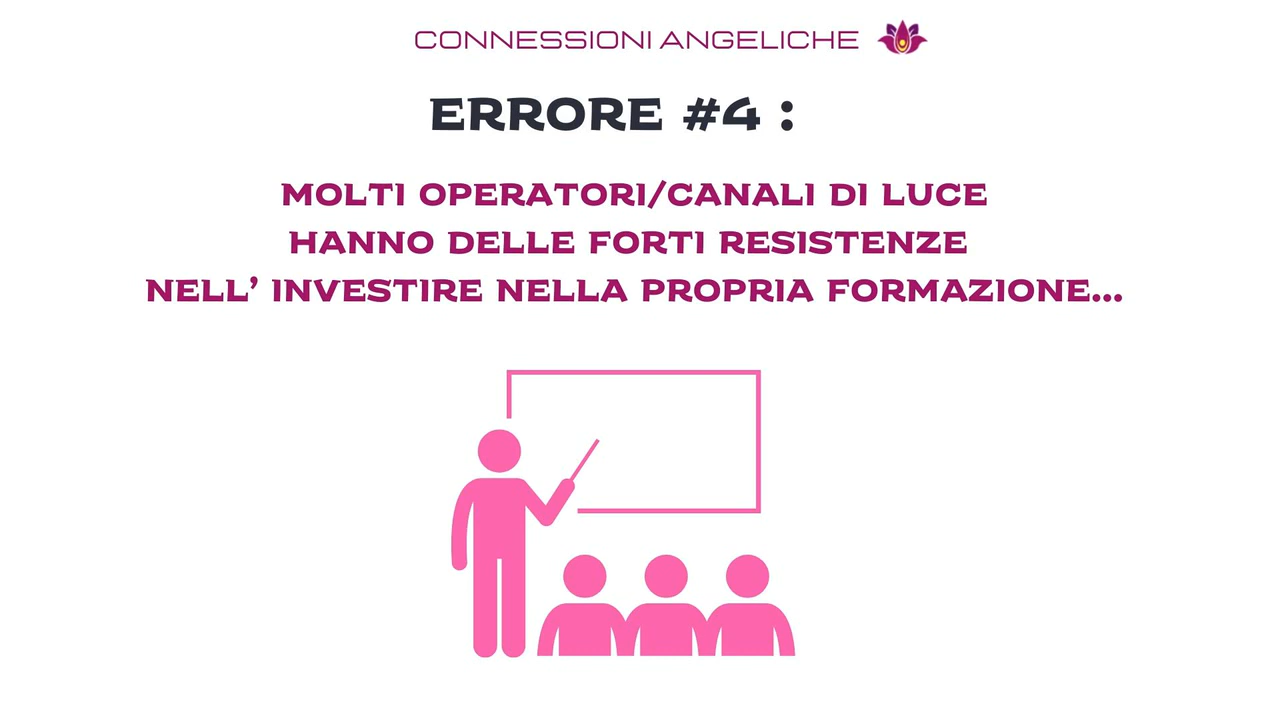 CONNESSIONI ANGELICHE
ERRORE #4 :
MOLTI OPERATORI/CANALI DI LUCE
HANNO DELLE FORTI RESISTENZE
NELL’ INVESTIRE NELLA PROPRIA FORMAZIONE...